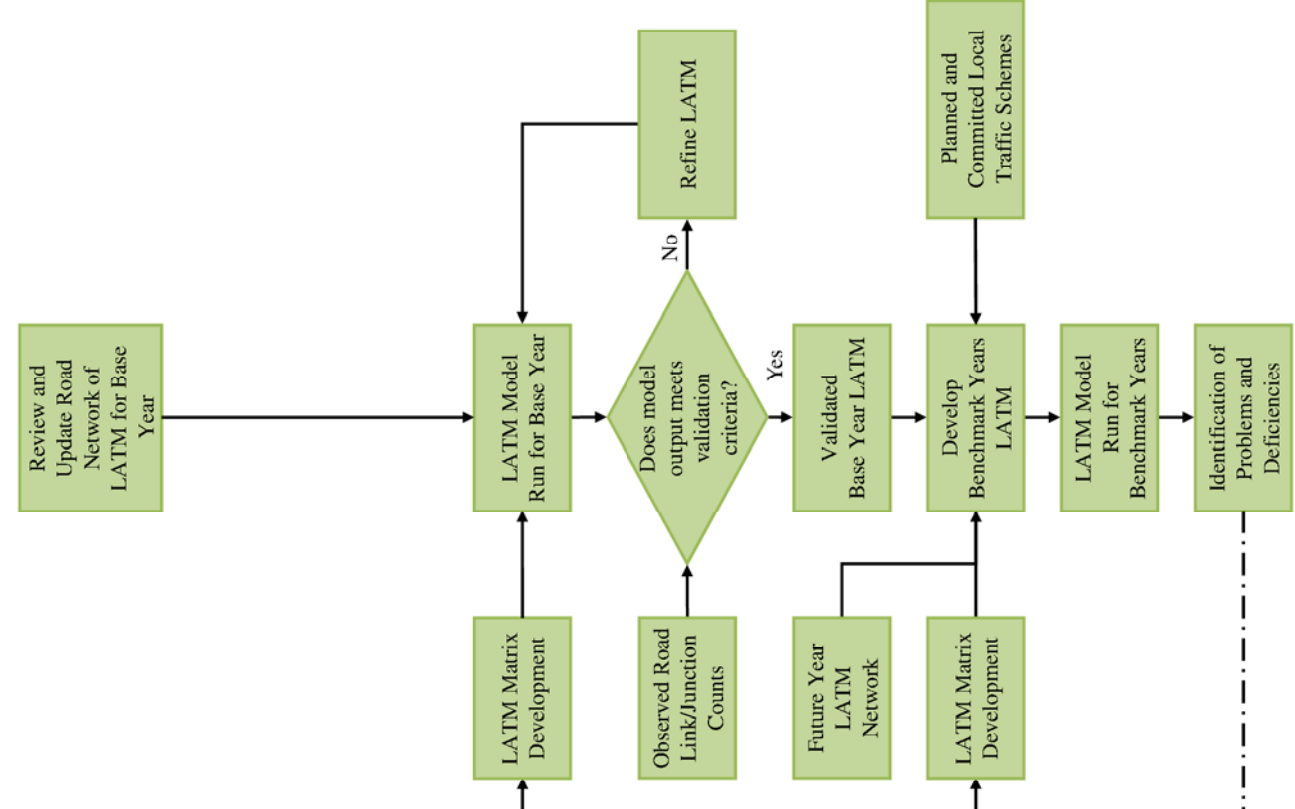 Review and
Update Road
Network of
LATM for Base
Year
LATM Matrix
Development
LATM Model
Run for Base Year
Refine LATM
Observed Road
Link/Junction
Counts
Does model
output meets
validation
criteria?
No
Yes
Future Year
LATM
Network
Validated
Base Year LATM
LATM Matrix
Development
Develop
Benchmark Years
LATM
Planned and
Committed Local
Traffic Schemes
LATM Model
Run for
Benchmark Years
Identification of
Problems and
Deficiencies